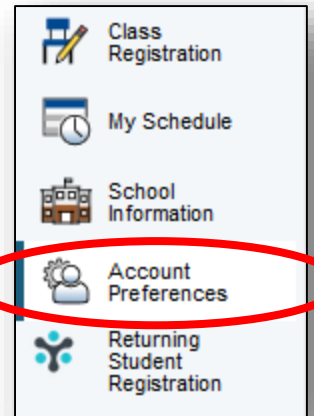 Class
Registration
My Schedule
School
Information
Account
Preferences
Returning
Student
Registration